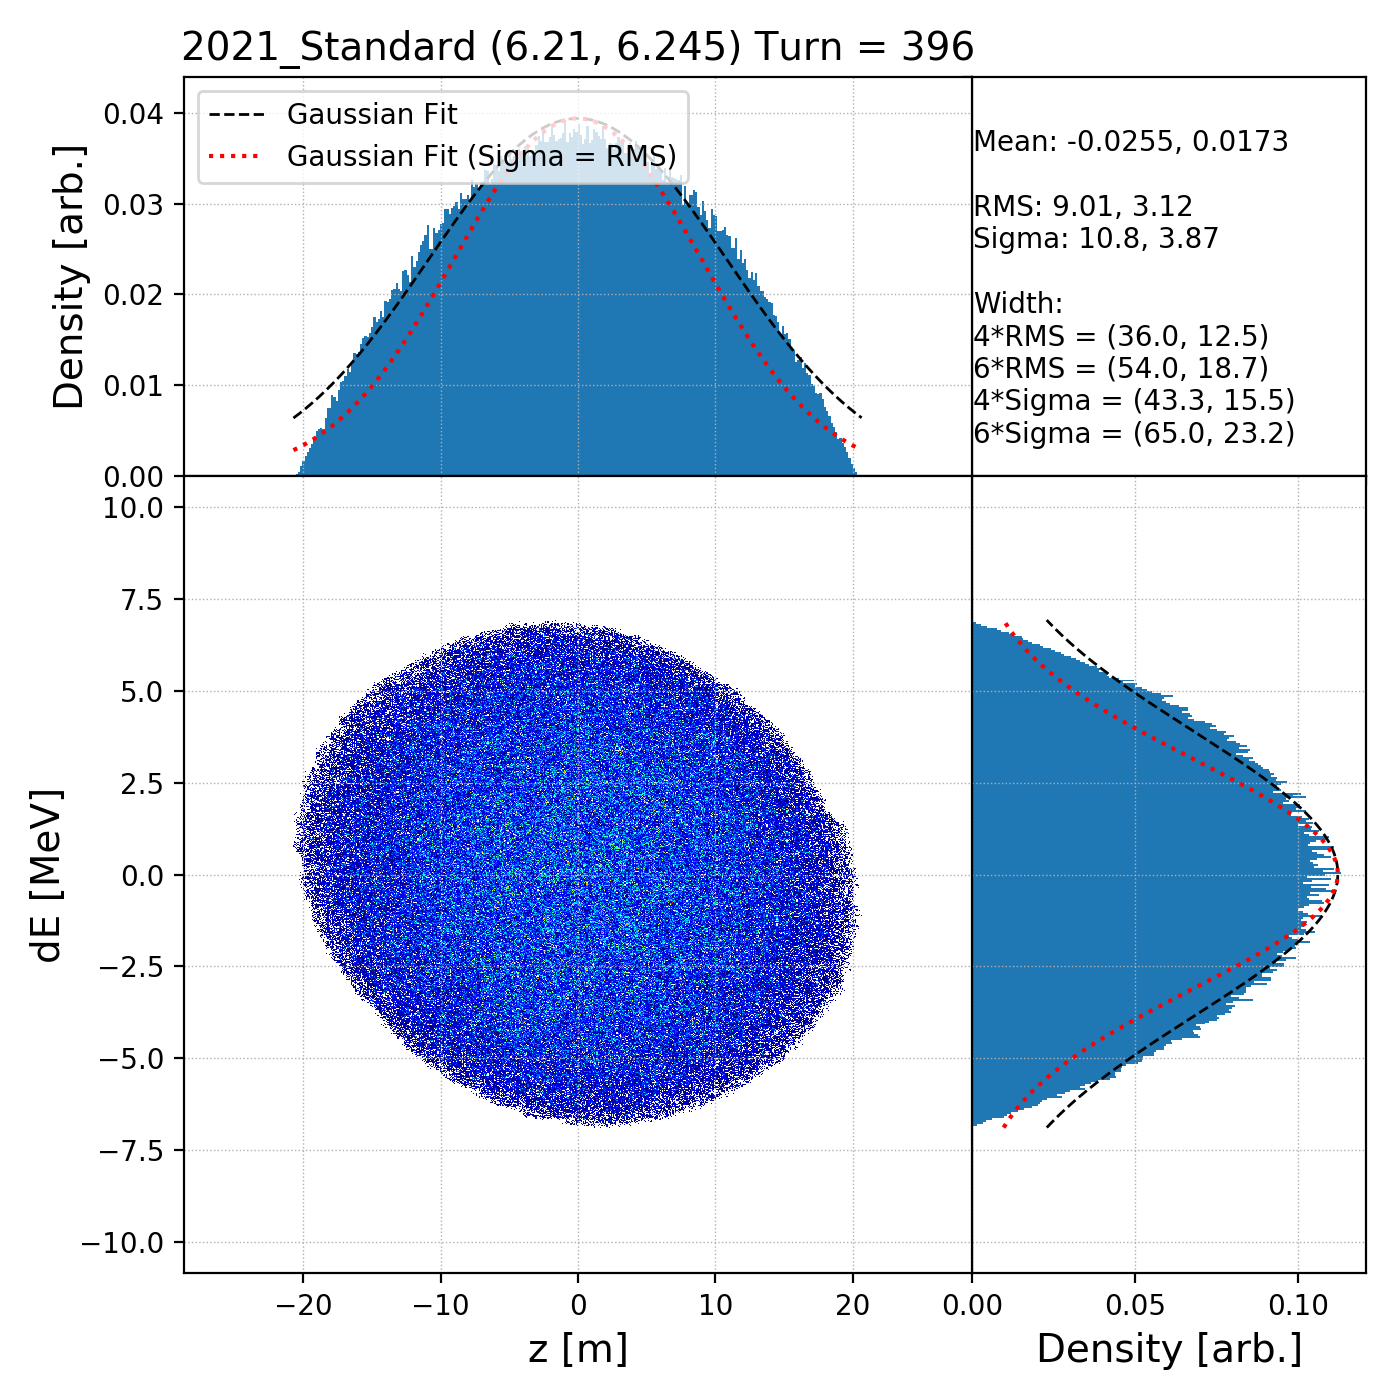 2021_Standard (6.21, 6.245) Turn = 396
Gaussian Fit
Gaussian Fit (Sigma = RMS)
Density [arb.]
0.04
0.03
0.02
0.01
0.00
Mean: -0.0255, 0.0173
RMS: 9.01, 3.12
Sigma: 10.8, 3.87
Width:
4*RMS = (36.0, 12.5)
6*RMS = (54.0, 18.7)
4*Sigma = (43.3, 15.5)
6*Sigma = (65.0, 23.2)
dE [MeV]
10.0
7.5
5.0
2.5
0.0
−2.5
−5.0
−7.5
−10.0
−20
−10
0
10
20
z [m]
0.00
0.05
0.10
Density [arb.]